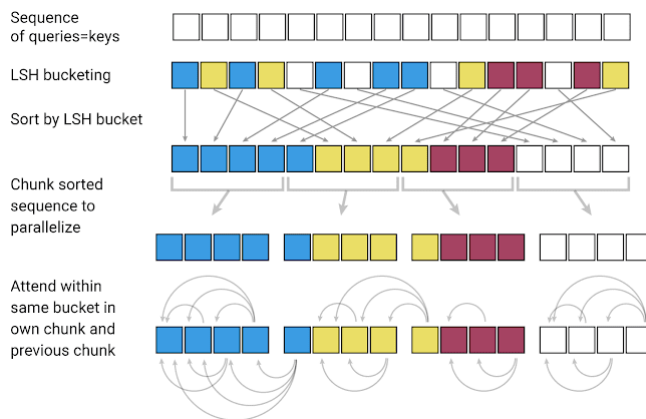 Sequence
of queries=keys
LSH bucketing
Sort by LSH bucket
Chunk sorted
sequence to
parallelize
Attend within
same bucket in
own chunk and
previous chunk